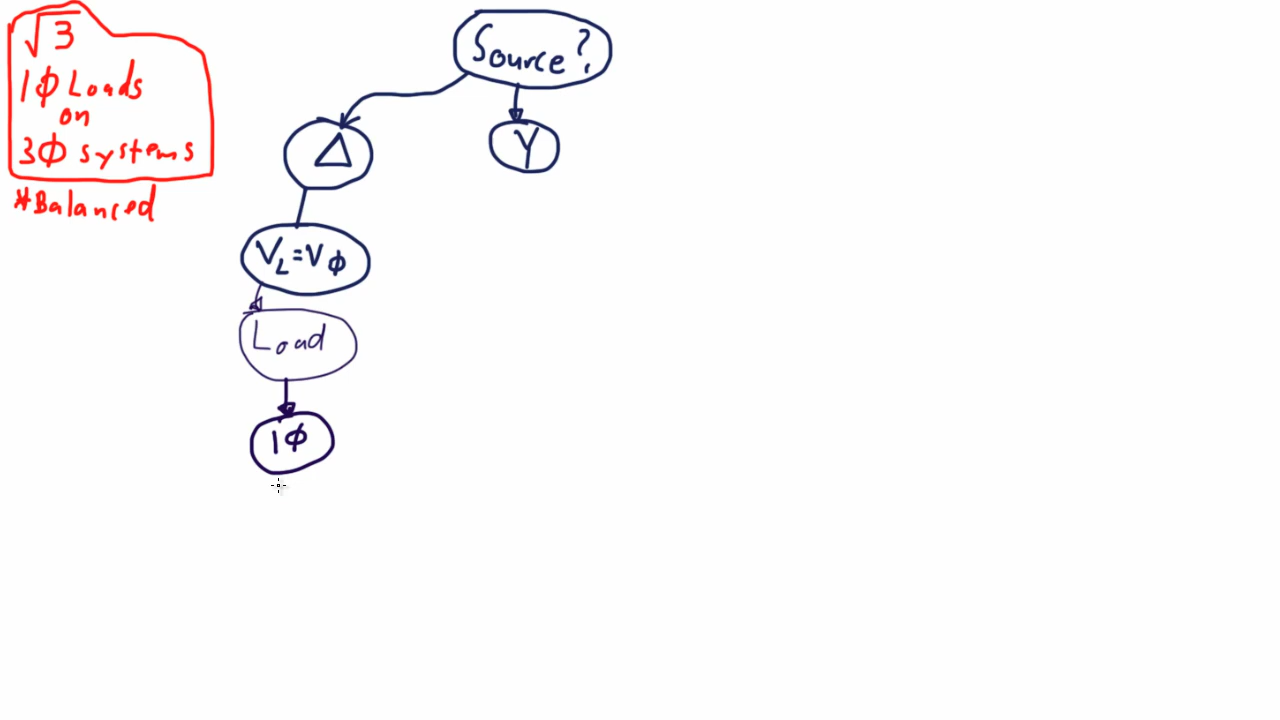 √3
1Φ Loads
on
3Φ systems
*Balanced
Source?
Δ
Y
V_L=V_Φ
Load
1Φ